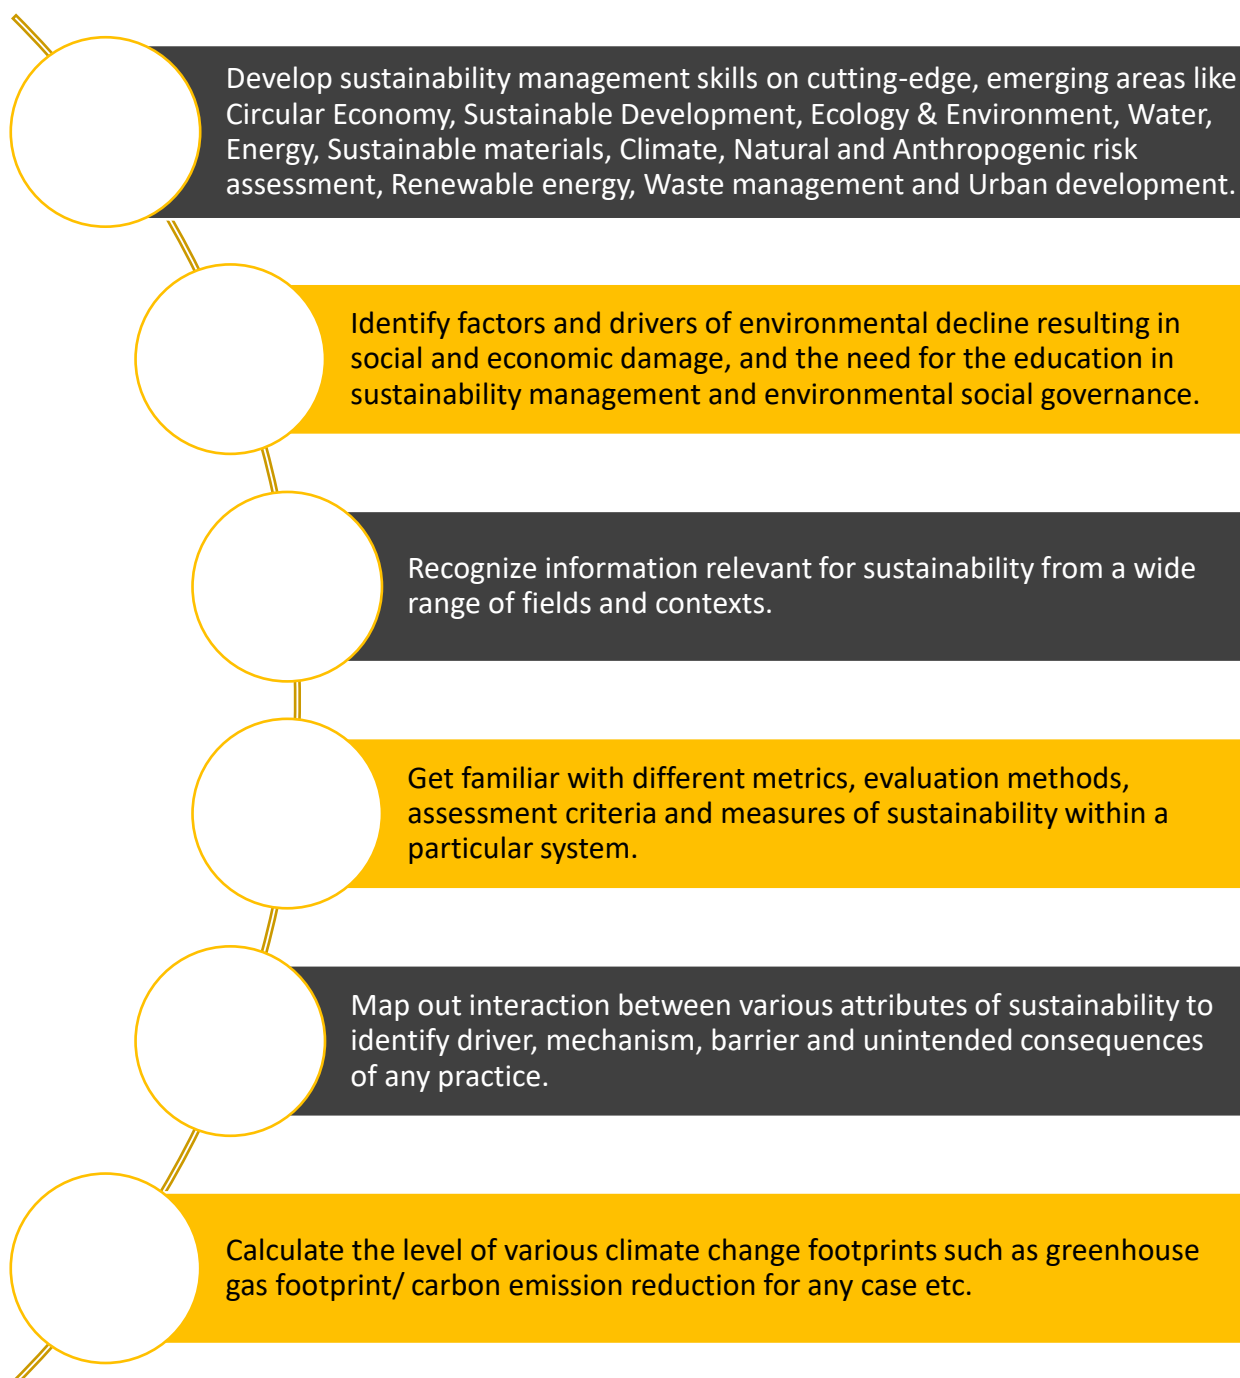 Develop sustainability management skills on cutting-edge, emerging areas like
Circular Economy, Sustainable Development, Ecology & Environment, Water,
Energy, Sustainable materials, Climate, Natural and Anthropogenic risk
assessment, Renewable energy, Waste management and Urban development.
Identify factors and drivers of environmental decline resulting in
social and economic damage, and the need for the education in
sustainability management and environmental social governance.
Recognize information relevant for sustainability from a wide
range of fields and contexts.
Get familiar with different metrics, evaluation methods,
assessment criteria and measures of sustainability within a
particular system.
Map out interaction between various attributes of sustainability to
identify driver, mechanism, barrier and unintended consequences
of any practice.
Calculate the level of various climate change footprints such as greenhouse
gas footprint/ carbon emission reduction for any case etc.